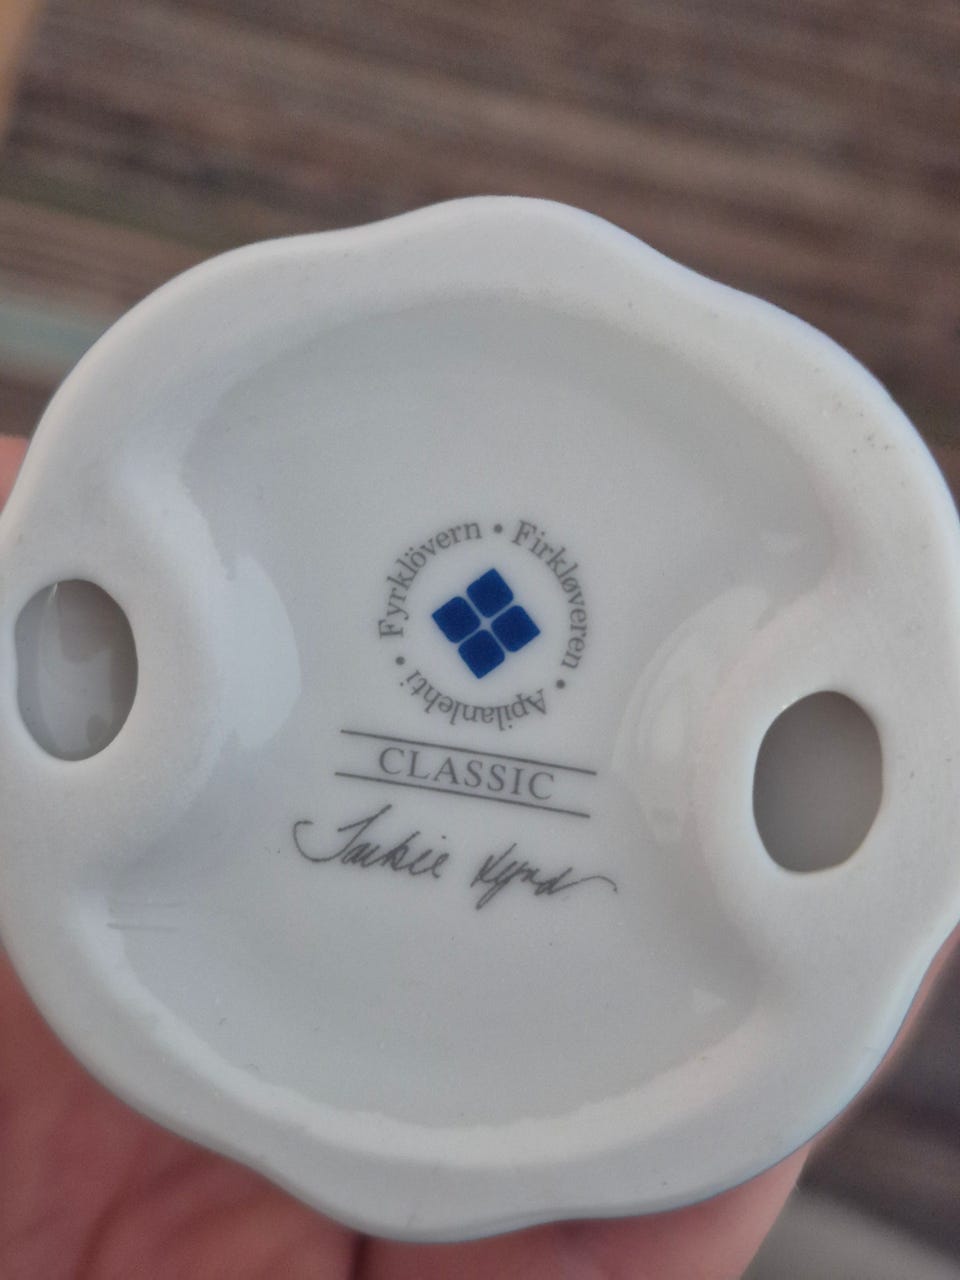 Fyrklövern • Firkløveren • Apilanlehti •
CLASSIC
Jackie Lynd